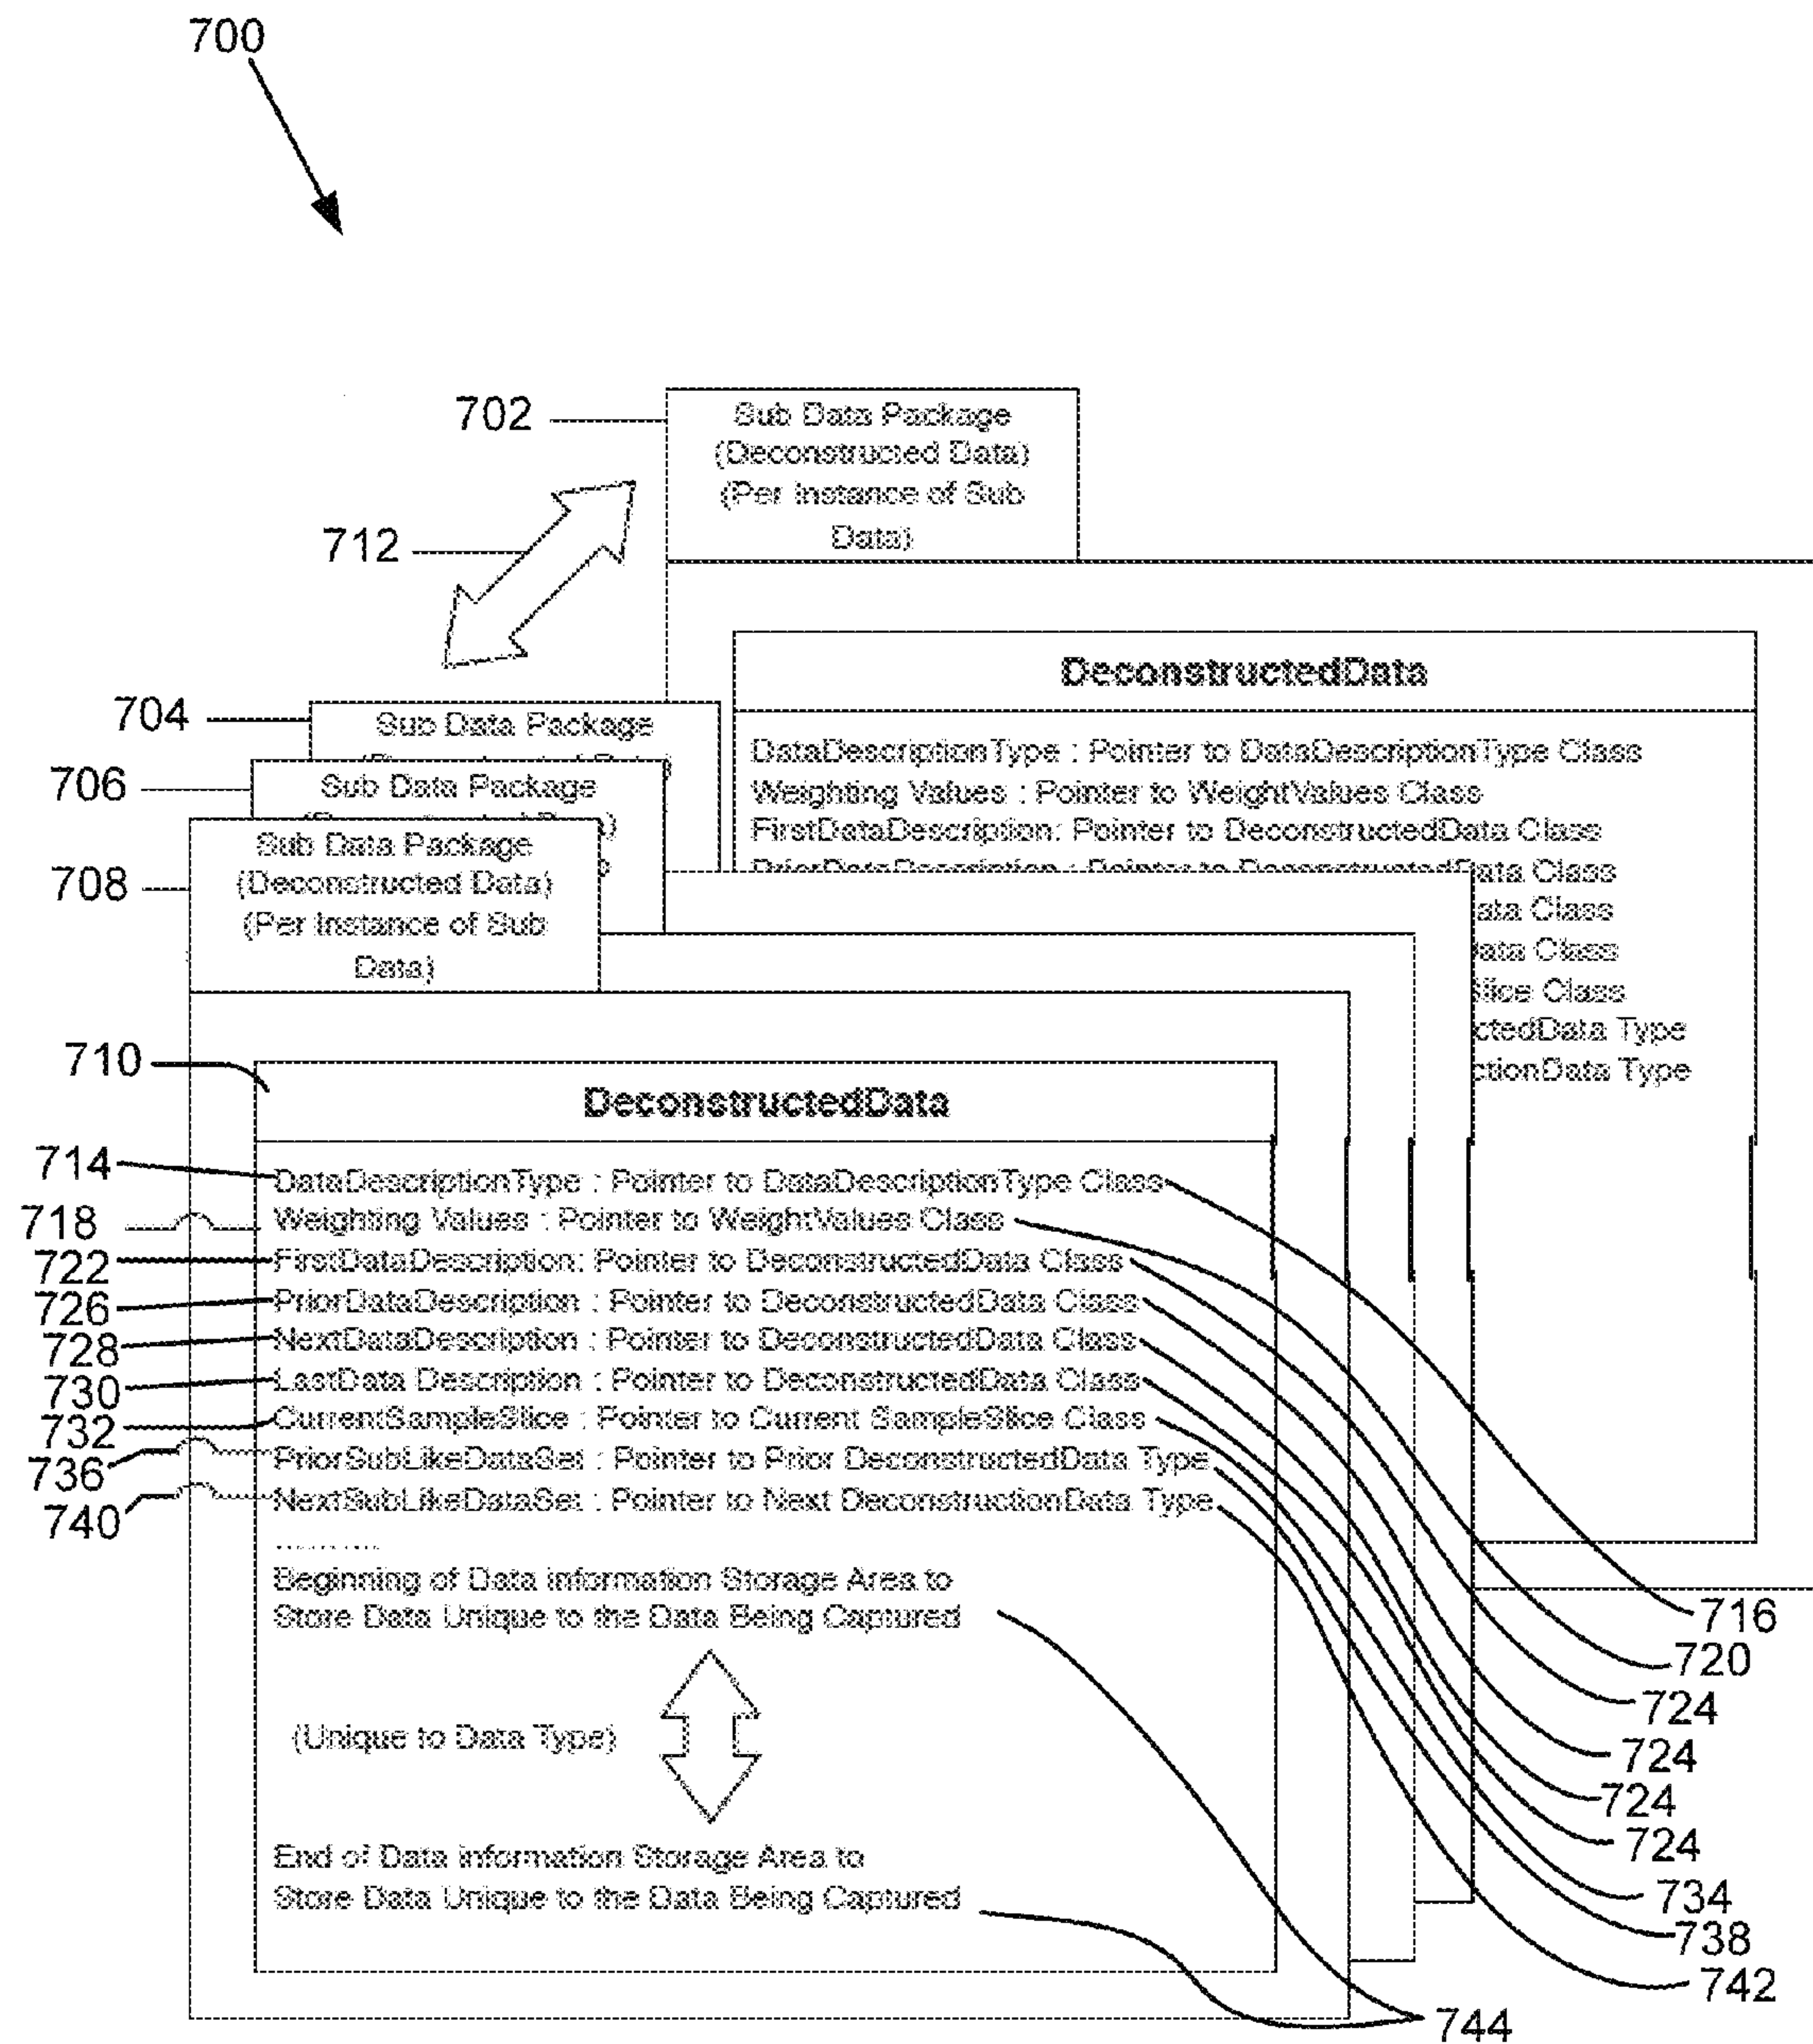 700
702
Sub Data Package
(Deconstructed Data)
(Per Instance of Sub
Data)
712
DeconstructedData
DataDescriptionType : Pointer to DataDescriptionType Class
Weighting Values : Pointer to WeightValues Class
FirstDataDescription: Pointer to DeconstructedData Class
PriorDataDescription : Pointer to DeconstructedData Class
ata Class
ata Class
Slice Class
ctedData Type
ctionData Type
704
Sub Data Package
706
Sub Data Package
708
Sub Data Package
(Deconstructed Data)
(Per Instance of Sub
Data)
710
DeconstructedData
714
DataDescriptionType : Pointer to DataDescriptionType Class
716
718
Weighting Values : Pointer to WeightValues Class
720
722
FirstDataDescription: Pointer to DeconstructedData Class
724
726
PriorDataDescription : Pointer to DeconstructedData Class
724
728
NextDataDescription : Pointer to DeconstructedData Class
724
730
LastData Description : Pointer to DeconstructedData Class
724
732
CurrentSampleSlice : Pointer to Current SampleSlice Class
734
736
PriorSubLikeDataSet : Pointer to Prior DeconstructedData Type
738
740
NextSubLikeDataSet : Pointer to Next DeconstructionData Type
742
..........
Beginning of Data information Storage Area to
Store Data Unique to the Data Being Captured
(Unique to Data Type)
End of Data information Storage Area to
Store Data Unique to the Data Being Captured
744